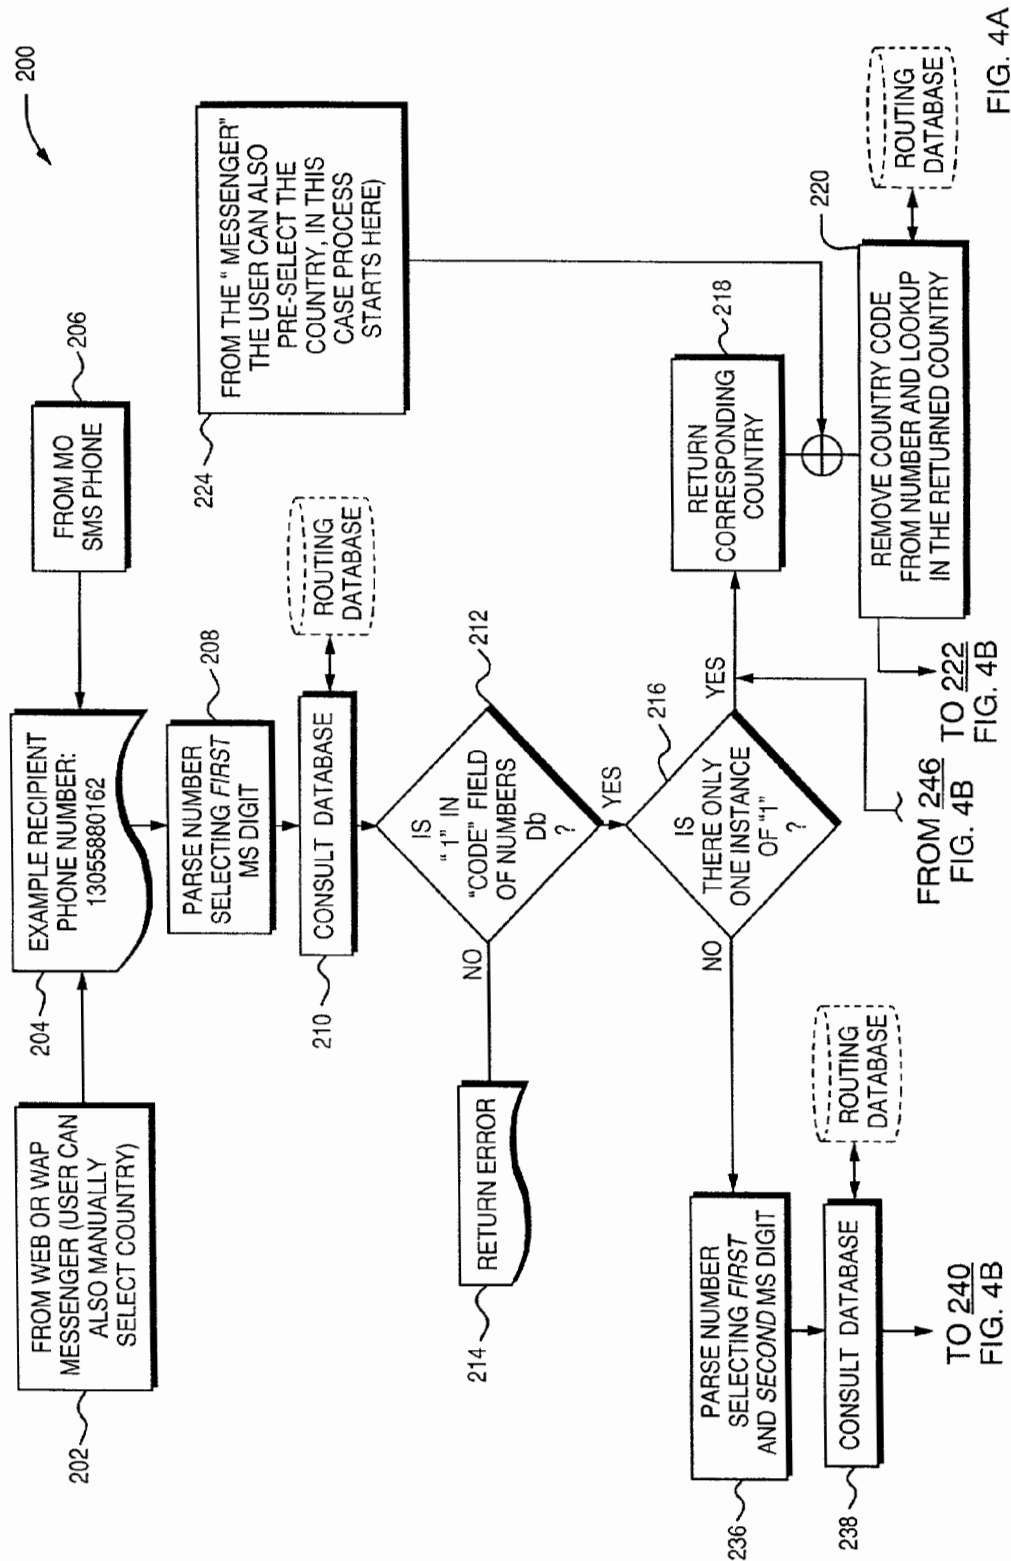 200
FROM WEB OR WAP
MESSENGER (USER CAN
ALSO MANUALLY
SELECT COUNTRY)
202
EXAMPLE RECIPIENT
PHONE NUMBER:
13055880162
204
FROM MO
SMS PHONE
206
PARSE NUMBER
SELECTING FIRST
MS DIGIT
208
CONSULT DATABASE
210
ROUTING
DATABASE
FROM THE " MESSENGER"
THE USER CAN ALSO
PRE-SELECT THE
COUNTRY, IN THIS
CASE PROCESS
STARTS HERE)
224
IS
" 1" IN
"CODE" FIELD
OF NUMBERS
Db
?
212
NO
YES
RETURN ERROR
214
IS
THERE ONLY
ONE INSTANCE
OF "1"
?
216
NO
YES
RETURN
CORRESPONDING
COUNTRY
218
REMOVE COUNTRY CODE
FROM NUMBER AND LOOKUP
IN THE RETURNED COUNTRY
220
ROUTING
DATABASE
PARSE NUMBER
SELECTING FIRST
AND SECOND MS DIGIT
236
CONSULT DATABASE
238
ROUTING
DATABASE
TO 240
FIG. 4B
FROM 246
FIG. 4B
TO 222
FIG. 4B
FIG. 4A